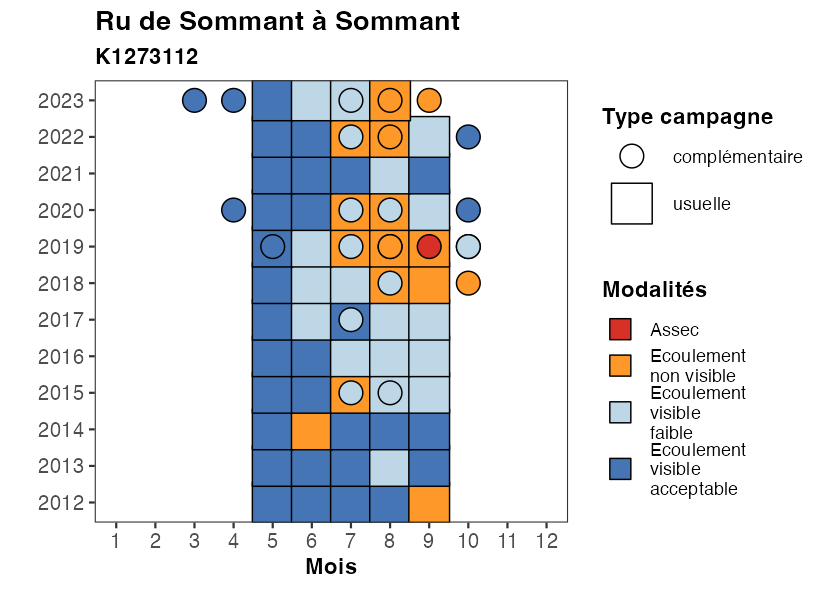 Ru de Sommant à Sommant
K1273112
2023
2022
2021
2020
2019
2018
2017
2016
2015
2014
2013
2012
1 2 3 4 5 6 7 8 9 10 11 12
Mois
Type campagne
complémentaire
usuelle
Modalités
Assec
Ecoulement
non visible
Ecoulement
visible
faible
Ecoulement
visible
acceptable